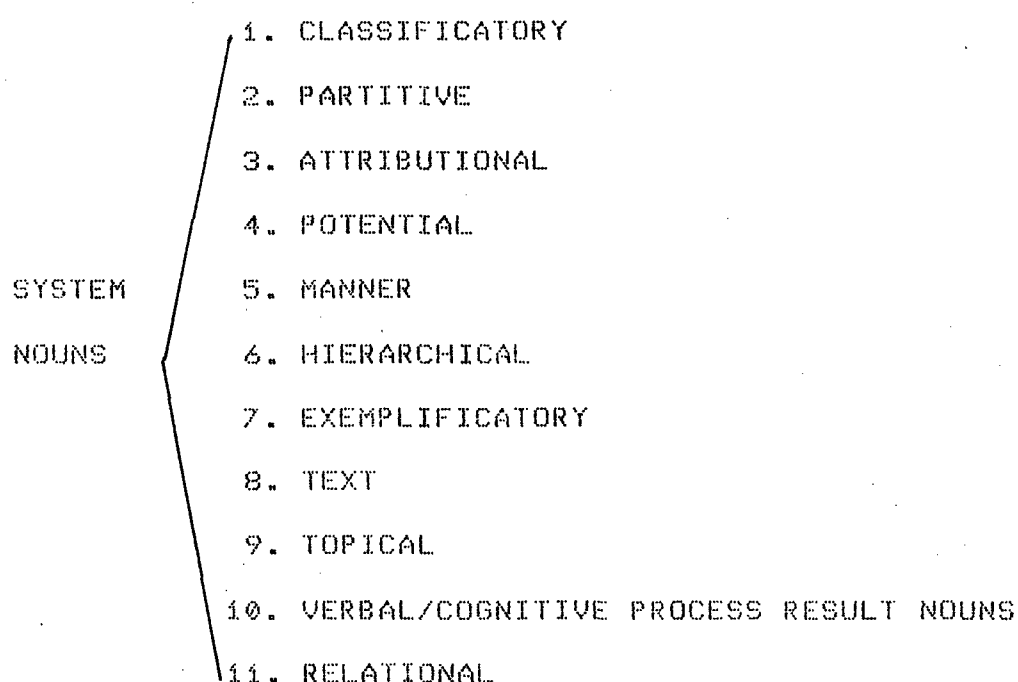 1. CLASSIFICATORY
2. PARTITIVE
3. ATTRIBUTIONAL
4. POTENTIAL
SYSTEM 5. MANNER
NOUNS 6. HIERARCHICAL
7. EXEMPLIFICATORY
8. TEXT
9. TOPICAL
10. VERBAL/COGNITIVE PROCESS RESULT NOUNS
11. RELATIONAL